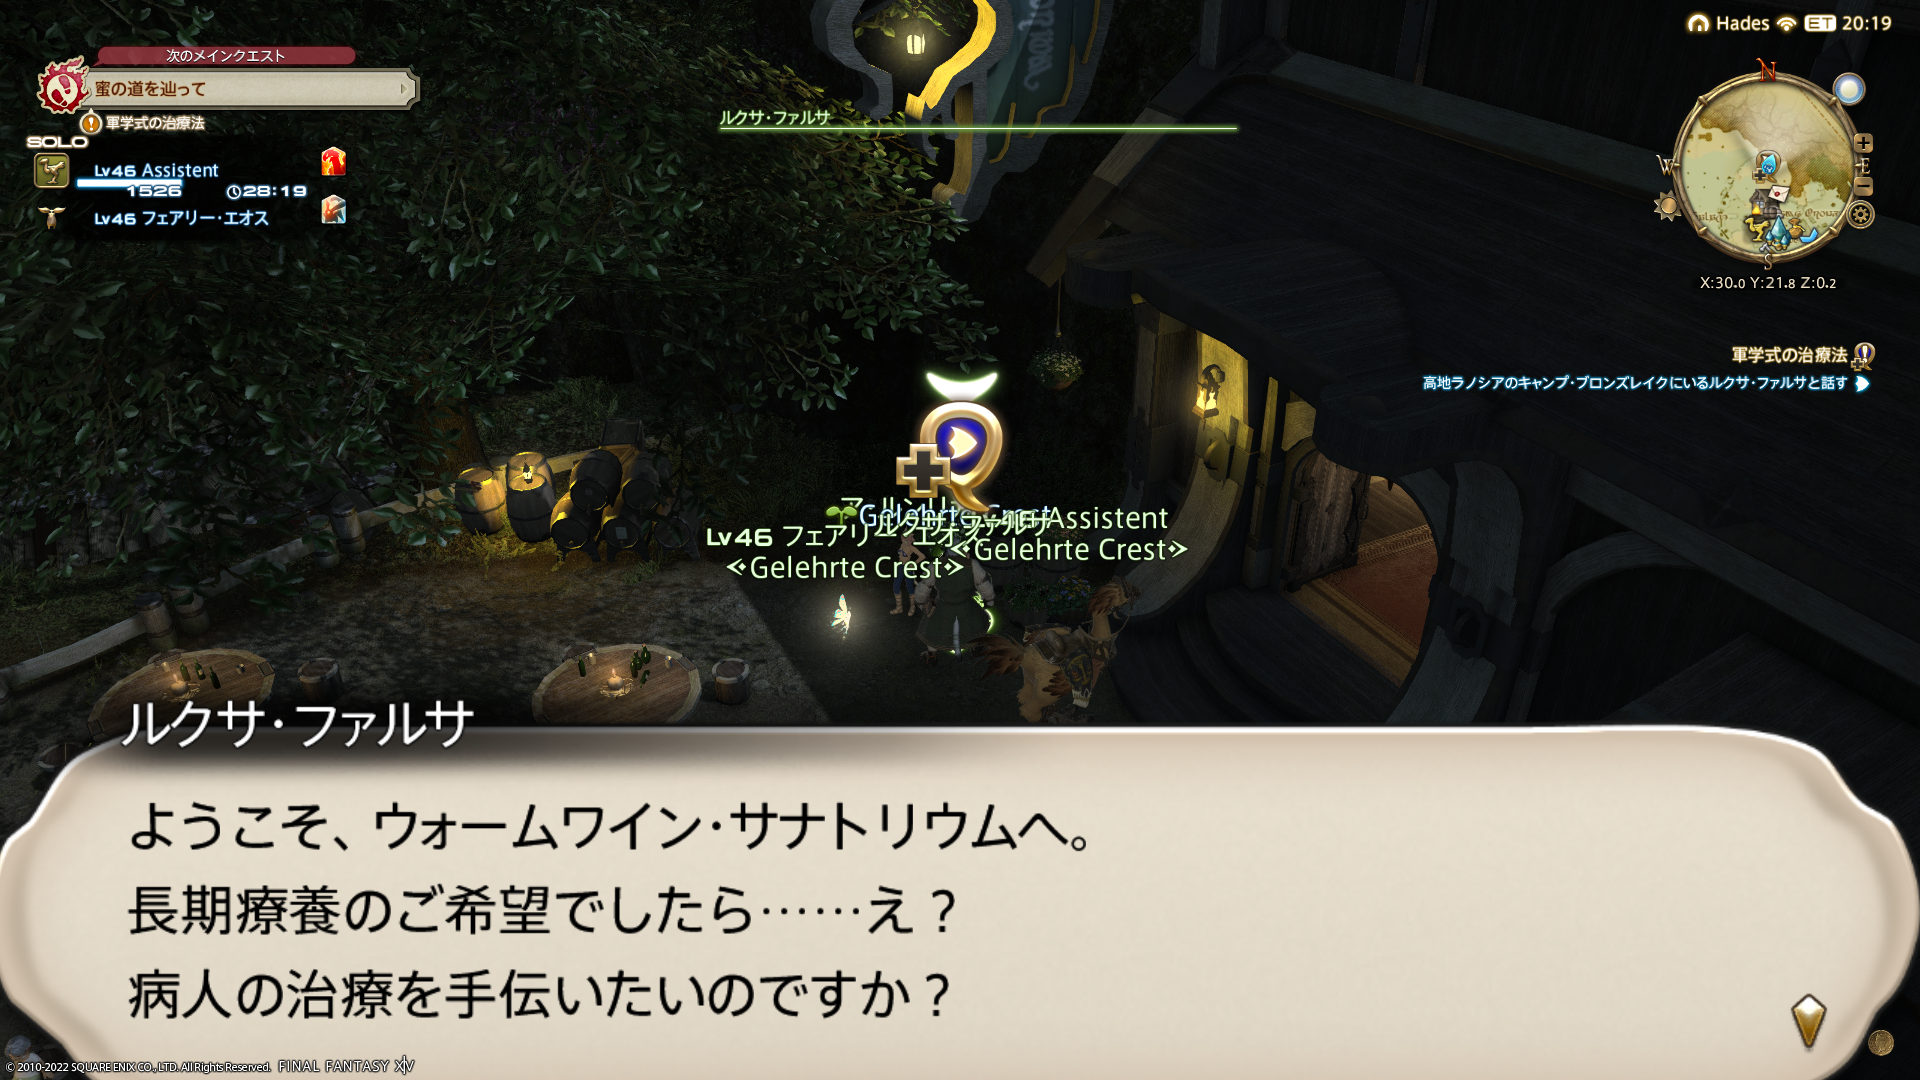 Hades ET 20:19
次のメインクエスト
蜜の道を辿って
軍学式の治療法
SOLO
Lv46 Assistent
1526 28:19
Lv46 フェアリー・エオス
ルクサ・ファルサ
N
W
E
S
X:30.0 Y:21.8 Z:0.2
軍学式の治療法
高地ラノシアのキャンプ・ブロンズレイクにいるルクサ・ファルサと話す
Assistent
Lv46 フェアリー・エオス
ルクサ・ファルサ
«Gelehrte Crest»
«Gelehrte Crest»
ルクサ・ファルサ
ようこそ、ウォームワイン・サナトリウムへ。
長期療養のご希望でしたら……え？
病人の治療を手伝いたいのですか？
© 2010-2022 SQUARE ENIX CO., LTD. All Rights Reserved. FINAL FANTASY XIV